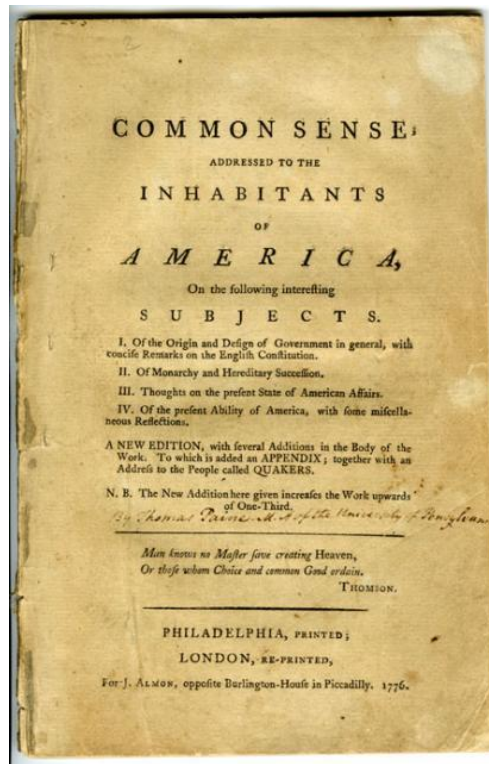 COMMON SENSE;
ADDRESSED TO THE
INHABITANTS
OF
AMERICA,
On the following intereſting
SUBJECTS.
I. Of the Origin and Deſign of Government in general, with
conciſe Remarks on the Engliſh Conſtitution.
II. Of Monarchy and Hereditary Succeſſion.
III. Thoughts on the preſent State of American Affairs.
IV. Of the preſent Ability of America, with ſome miſcella-
neous Reflections.
A NEW EDITION, with ſeveral Additions in the Body of the
Work. To which is added an APPENDIX; together with an
Addreſs to the People called QUAKERS.
N. B. The New Addition here given increaſes the Work upwards
of One-Third.
By Thomas Paine M.A of the University of Pensylvan
Man knows no Maſter ſave creating Heaven,
Or thoſe whom Choice and common Good ordain.
THOMSON.
PHILADELPHIA, PRINTED;
LONDON, RE-PRINTED,
For J. ALMON, oppoſite Burlington-Houſe in Piccadilly. 1776.